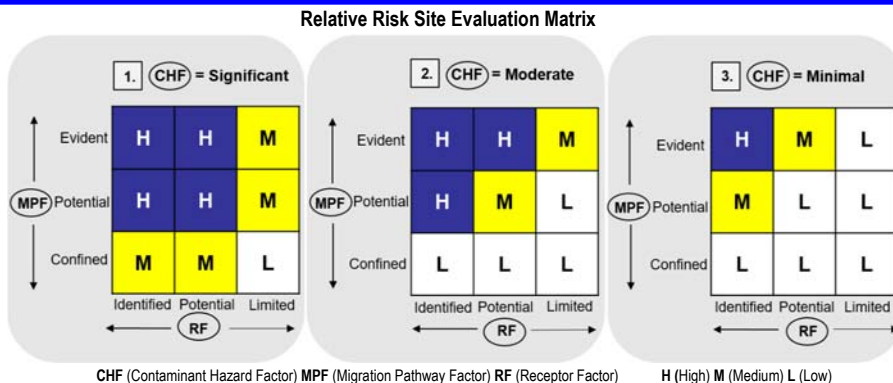 Relative Risk Site Evaluation Matrix
1. CHF = Significant
Evident H H M
MPF Potential H H M
Confined M M L
Identified Potential Limited
RF
2. CHF = Moderate
Evident H H M
MPF Potential H M L
Confined L L L
Identified Potential Limited
RF
3. CHF = Minimal
Evident H M L
MPF Potential M L L
Confined L L L
Identified Potential Limited
RF
CHF (Contaminant Hazard Factor) MPF (Migration Pathway Factor) RF (Receptor Factor) H (High) M (Medium) L (Low)